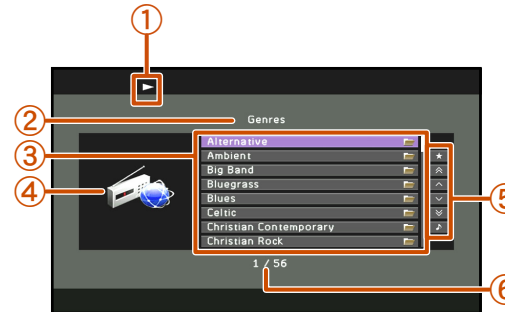 ①
②
Genres
③
Alternative
Ambient
Big Band
Bluegrass
④
Blues
⑤
Celtic
Christian Contemporary
Christian Rock
1 / 56
⑥